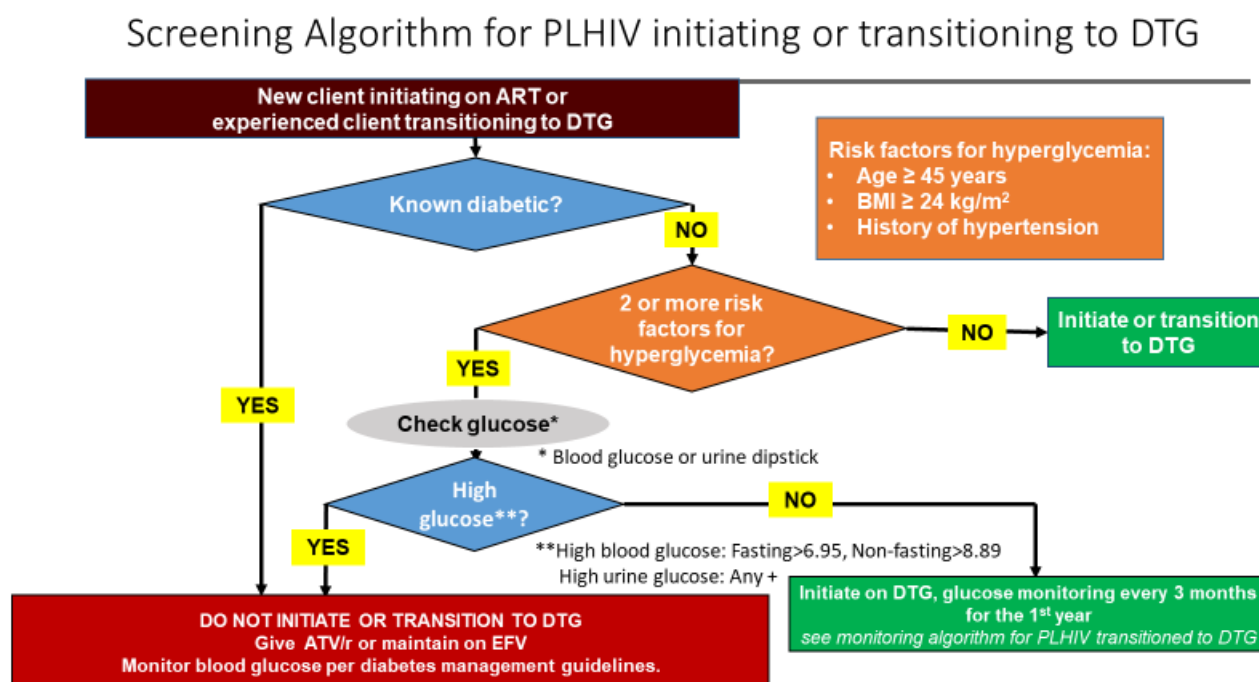 Screening Algorithm for PLHIV initiating or transitioning to DTG
New client initiating on ART or
experienced client transitioning to DTG
Risk factors for hyperglycemia:
• Age ≥ 45 years
• BMI ≥ 24 kg/m²
• History of hypertension
Known diabetic?
NO
2 or more risk
factors for
hyperglycemia?
NO
Initiate or transition
to DTG
YES
YES
Check glucose*
* Blood glucose or urine dipstick
High
glucose**?
NO
YES
**High blood glucose: Fasting>6.95, Non-fasting>8.89
High urine glucose: Any +
DO NOT INITIATE OR TRANSITION TO DTG
Give ATV/r or maintain on EFV
Monitor blood glucose per diabetes management guidelines.
Initiate on DTG, glucose monitoring every 3 months
for the 1st year
see monitoring algorithm for PLHIV transitioned to DTG